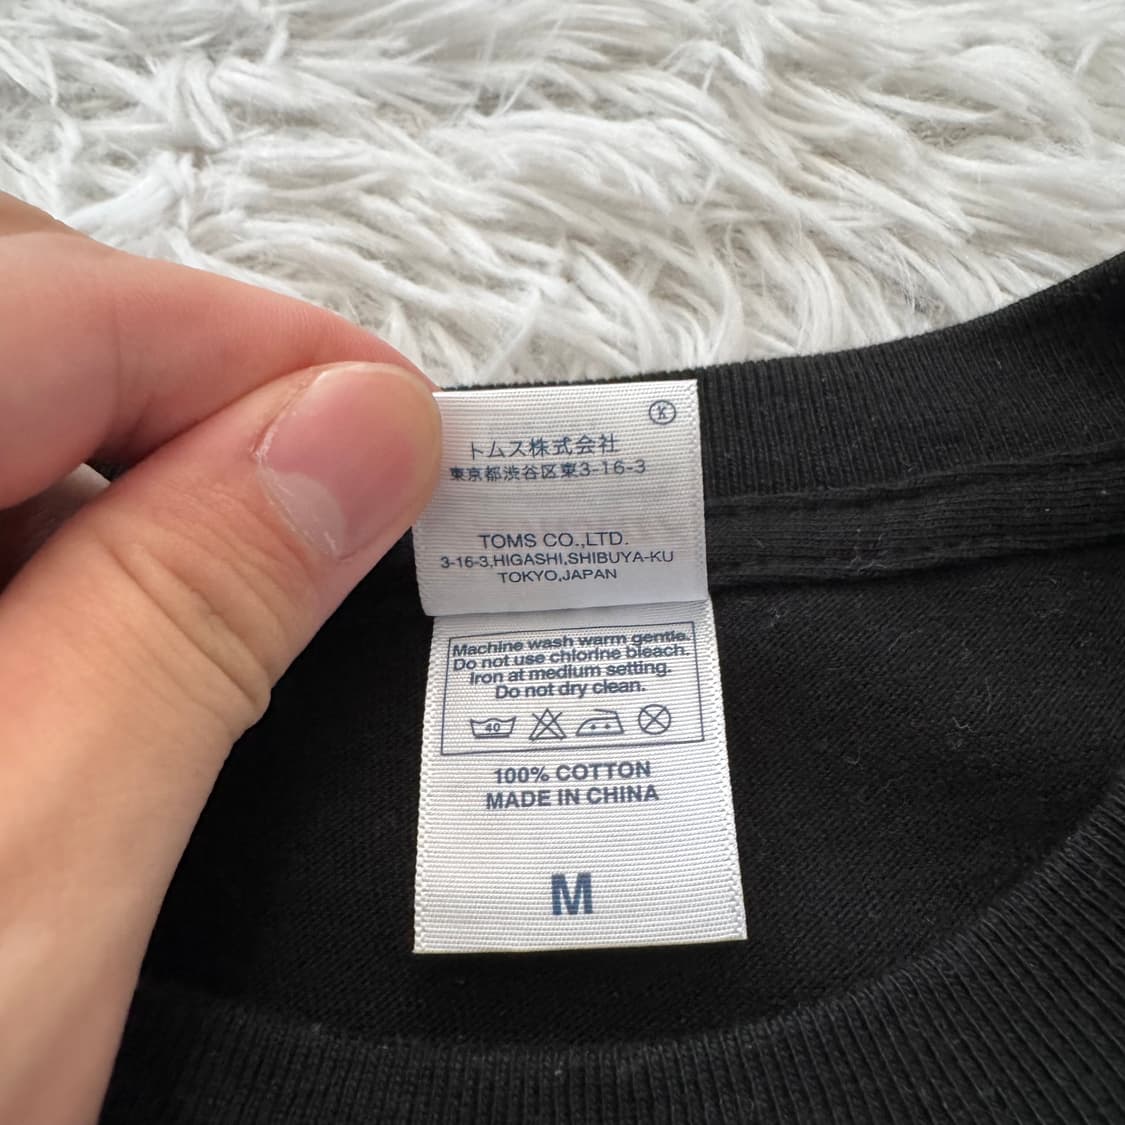 Ⓚ
トムス株式会社
東京都渋谷区東3-16-3
TOMS CO.,LTD.
3-16-3,HIGASHI,SHIBUYA-KU
TOKYO,JAPAN
Machine wash warm gentle.
Do not use chlorine bleach.
Iron at medium setting.
Do not dry clean.
40
100% COTTON
MADE IN CHINA
M